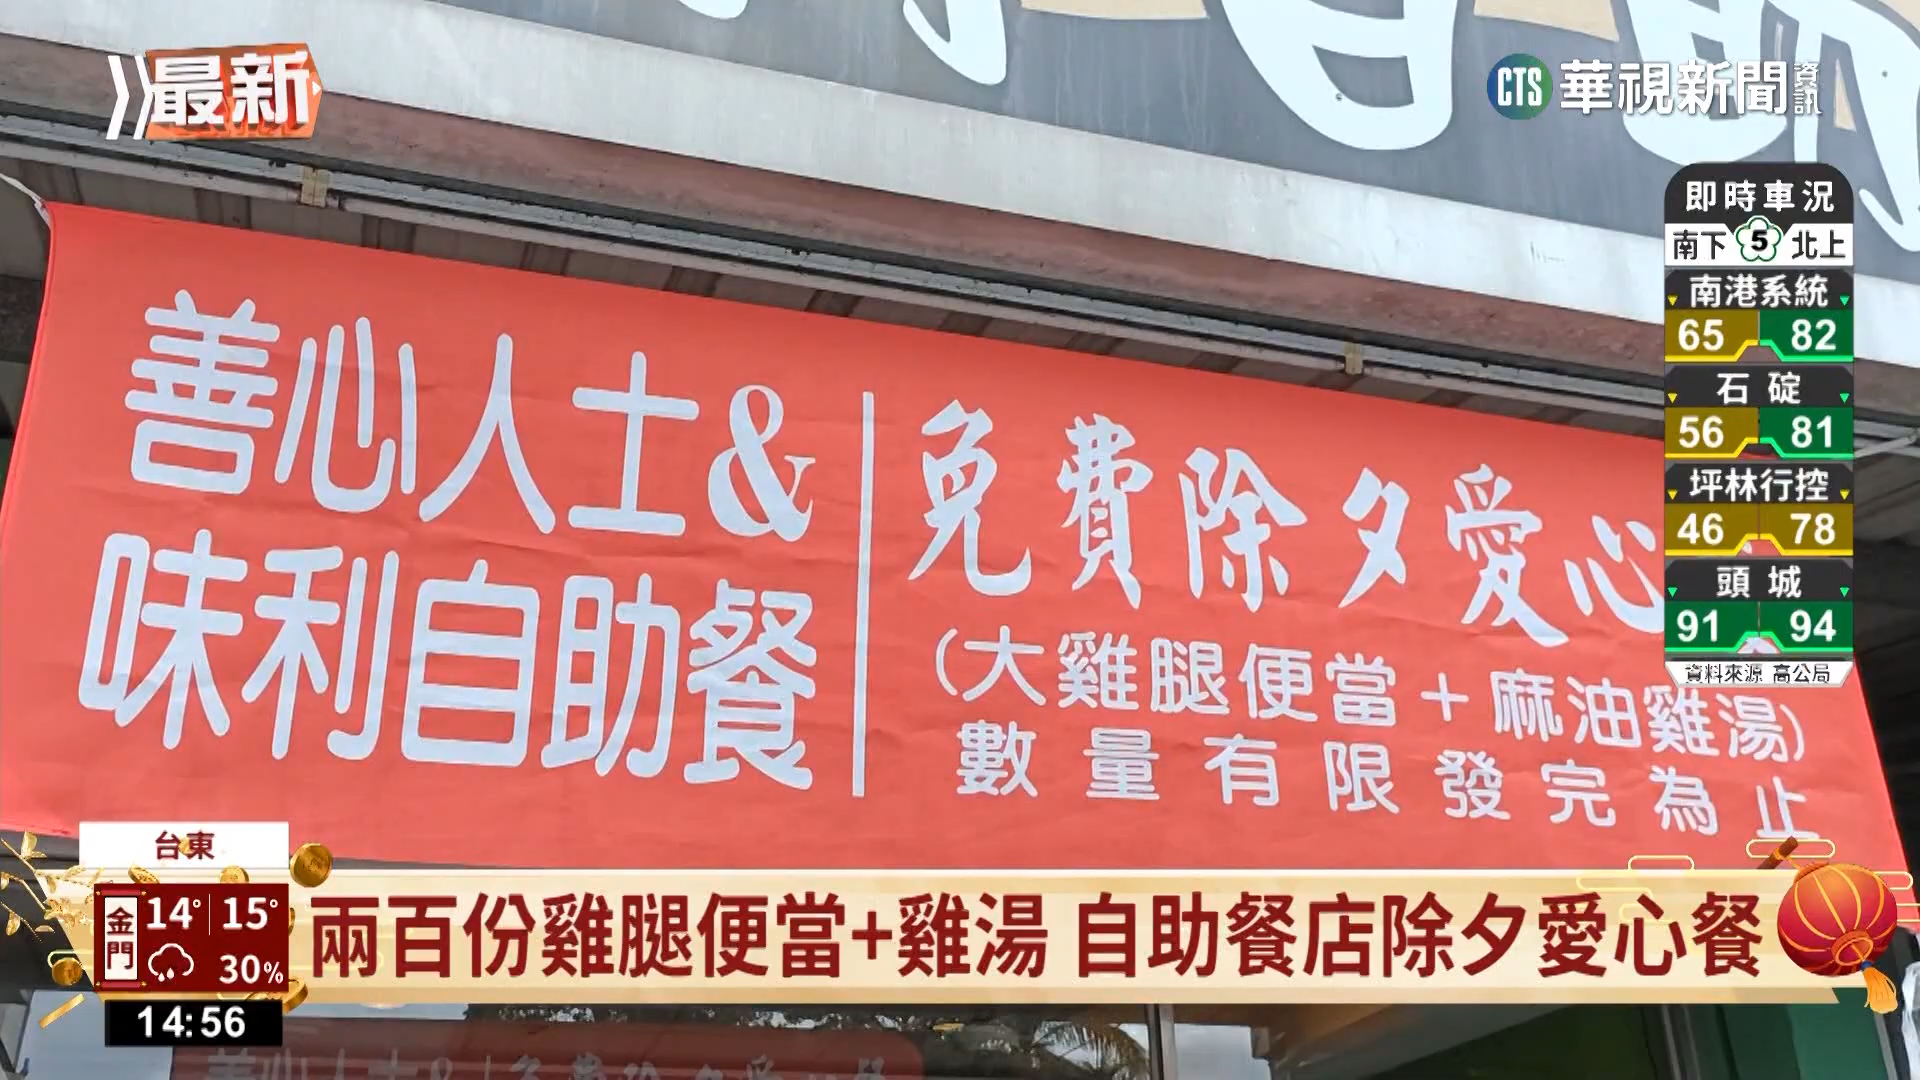 最新
CTS 華視新聞資訊
即時車況
南下 5 北上
南港系統
65 82
石碇
56 81
坪林行控
46 78
頭城
91 94
資料來源 高公局
善心人士&
味利自助餐
免費除夕愛心
(大雞腿便當+麻油雞湯)
數量有限發完為止
台東
金門 14° 15°
30%
14:56
兩百份雞腿便當+雞湯 自助餐店除夕愛心餐